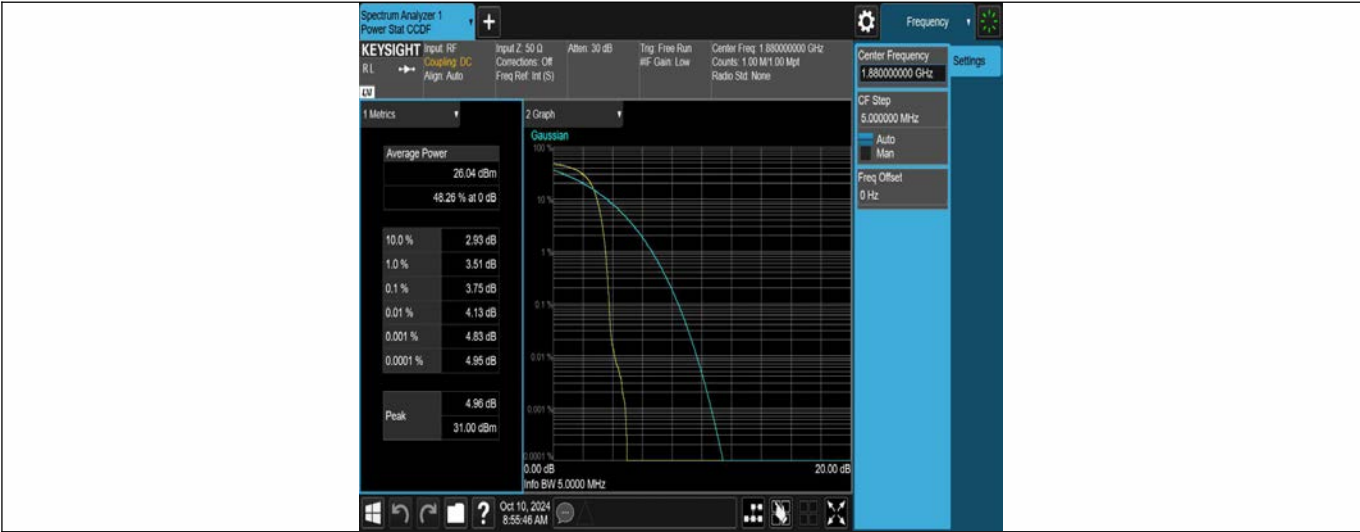 Spectrum Analyzer 1
Power Stat CCDF
+
Frequency
KEYSIGHT
RL
Input: RF
Coupling: DC
Align: Auto
Input Z: 50 Ω
Corrections: Off
Freq Ref: Int (S)
Atten: 30 dB
Trig: Free Run
#IF Gain: Low
Center Freq: 1.880000000 GHz
Counts: 1.00 M/1.00 Mpt
Radio Std: None
Center Frequency
1.880000000 GHz
Settings
CF Step
5.000000 MHz
Auto
Man
Freq Offset
0 Hz
1 Metrics
Average Power
26.04 dBm
48.26 % at 0 dB
10.0 % 2.93 dB
1.0 % 3.51 dB
0.1 % 3.75 dB
0.01 % 4.13 dB
0.001 % 4.83 dB
0.0001 % 4.95 dB
Peak
4.96 dB
31.00 dBm
2 Graph
Gaussian
100 %
10 %
1 %
0.1 %
0.01 %
0.001 %
0.0001 %
0.00 dB 20.00 dB
Info BW 5.0000 MHz
?
Oct 10, 2024
8:55:46 AM